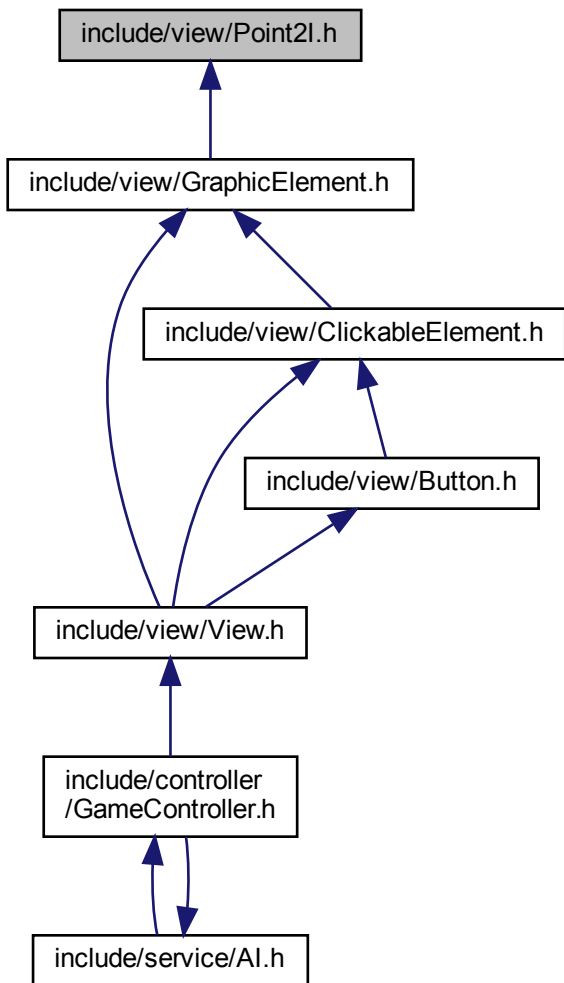 include/view/Point2I.h
include/view/GraphicElement.h
include/view/ClickableElement.h
include/view/Button.h
include/view/View.h
include/controller
/GameController.h
include/service/AI.h